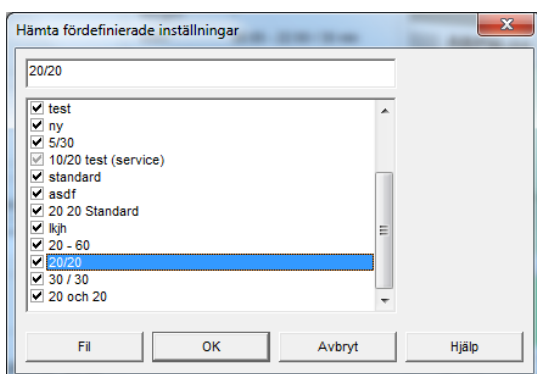 Hämta fördefinierade inställningar
20/20
test
ny
5/30
10/20 test (service)
standard
asdf
20 20 Standard
lkjh
20 - 60
20/20
30 / 30
20 och 20
Fil
OK
Avbryt
Hjälp